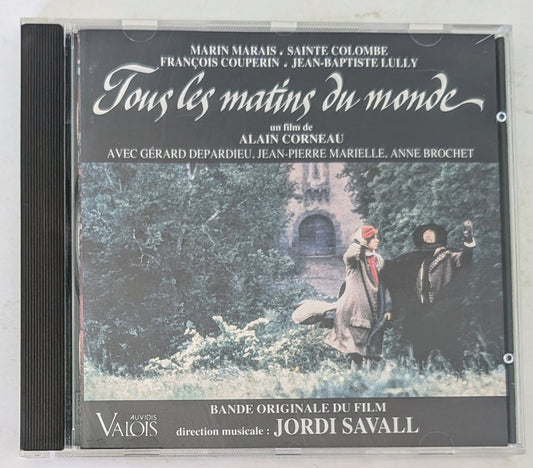 MARIN MARAIS . SAINTE COLOMBE
FRANÇOIS COUPERIN . JEAN-BAPTISTE LULLY
Tous les matins du monde
un film de
ALAIN CORNEAU
AVEC GÉRARD DEPARDIEU, JEAN-PIERRE MARIELLE, ANNE BROCHET
BANDE ORIGINALE DU FILM
direction musicale : JORDI SAVALL
AUVIDIS
VALOIS